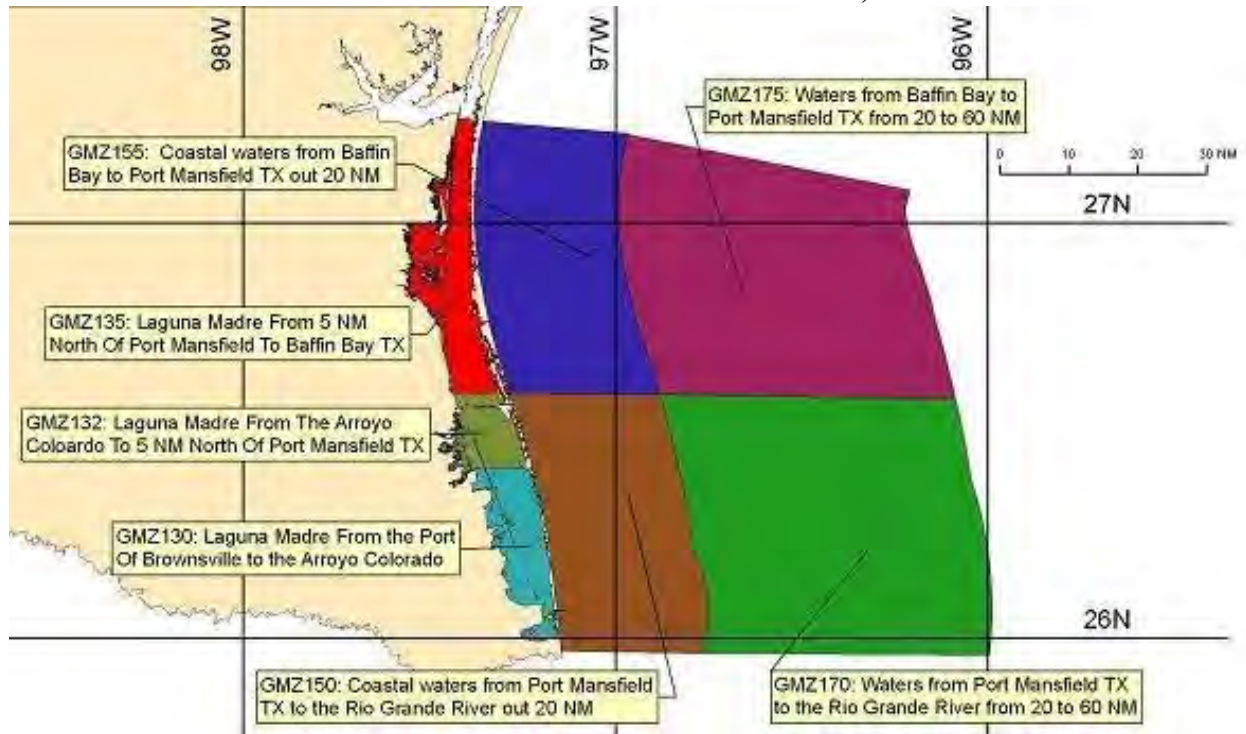 98W
97W
96W
GMZ175: Waters from Baffin Bay to
Port Mansfield TX from 20 to 60 NM
GMZ155: Coastal waters from Baffin
Bay to Port Mansfield TX out 20 NM
0 10 20 30 NM
27N
GMZ135: Laguna Madre From 5 NM
North Of Port Mansfield To Baffin Bay TX
GMZ132: Laguna Madre From The Arroyo
Coloardo To 5 NM North Of Port Mansfield TX
GMZ130: Laguna Madre From the Port
Of Brownsville to the Arroyo Colorado
26N
GMZ150: Coastal waters from Port Mansfield
TX to the Rio Grande River out 20 NM
GMZ170: Waters from Port Mansfield TX
to the Rio Grande River from 20 to 60 NM